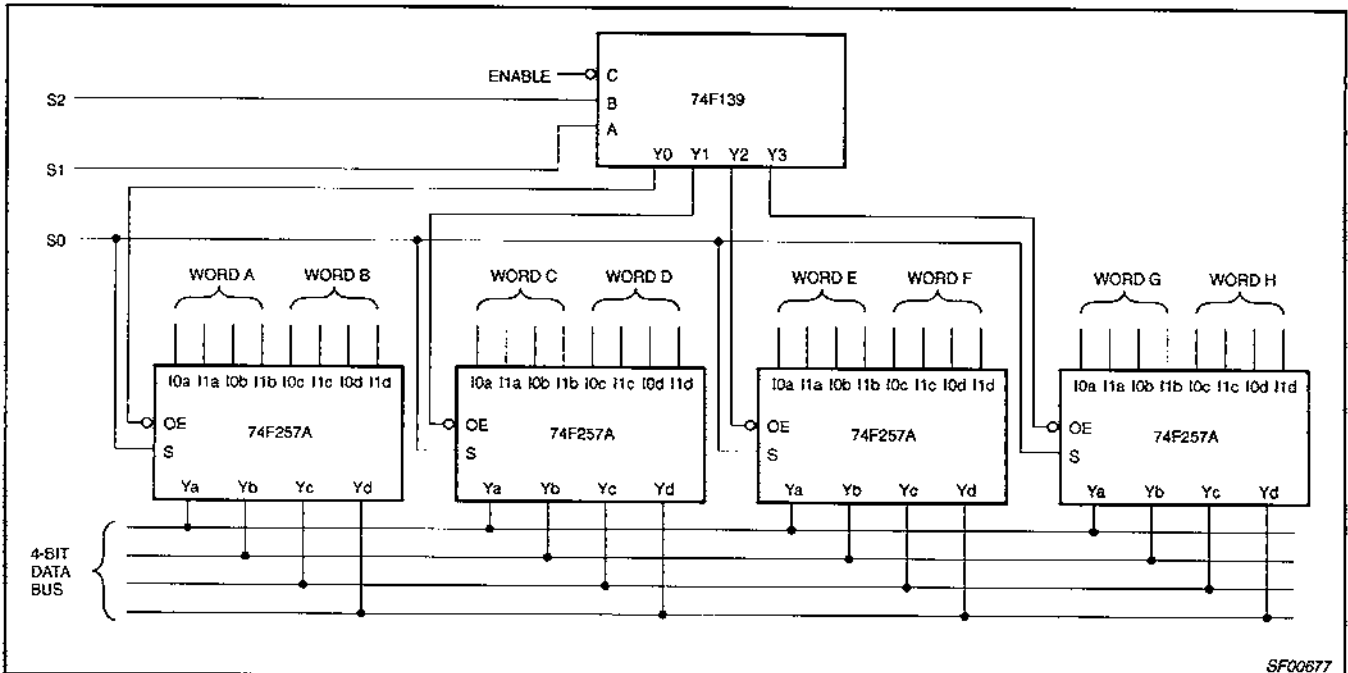 ENABLE
C
74F139
S2
B
A
S1
Y0 Y1 Y2 Y3
S0
WORD A WORD B WORD C WORD D WORD E WORD F WORD G WORD H
I0a I1a I0b I1b I0c I1c I0d I1d
I0a I1a I0b I1b I0c I1c I0d I1d
I0a I1a I0b I1b I0c I1c I0d I1d
I0a I1a I0b I1b I0c I1c I0d I1d
OE
74F257A
S
OE
74F257A
S
OE
74F257A
S
OE
74F257A
S
Ya Yb Yc Yd
Ya Yb Yc Yd
Ya Yb Yc Yd
Ya Yb Yc Yd
4-BIT
DATA
BUS
SF00677